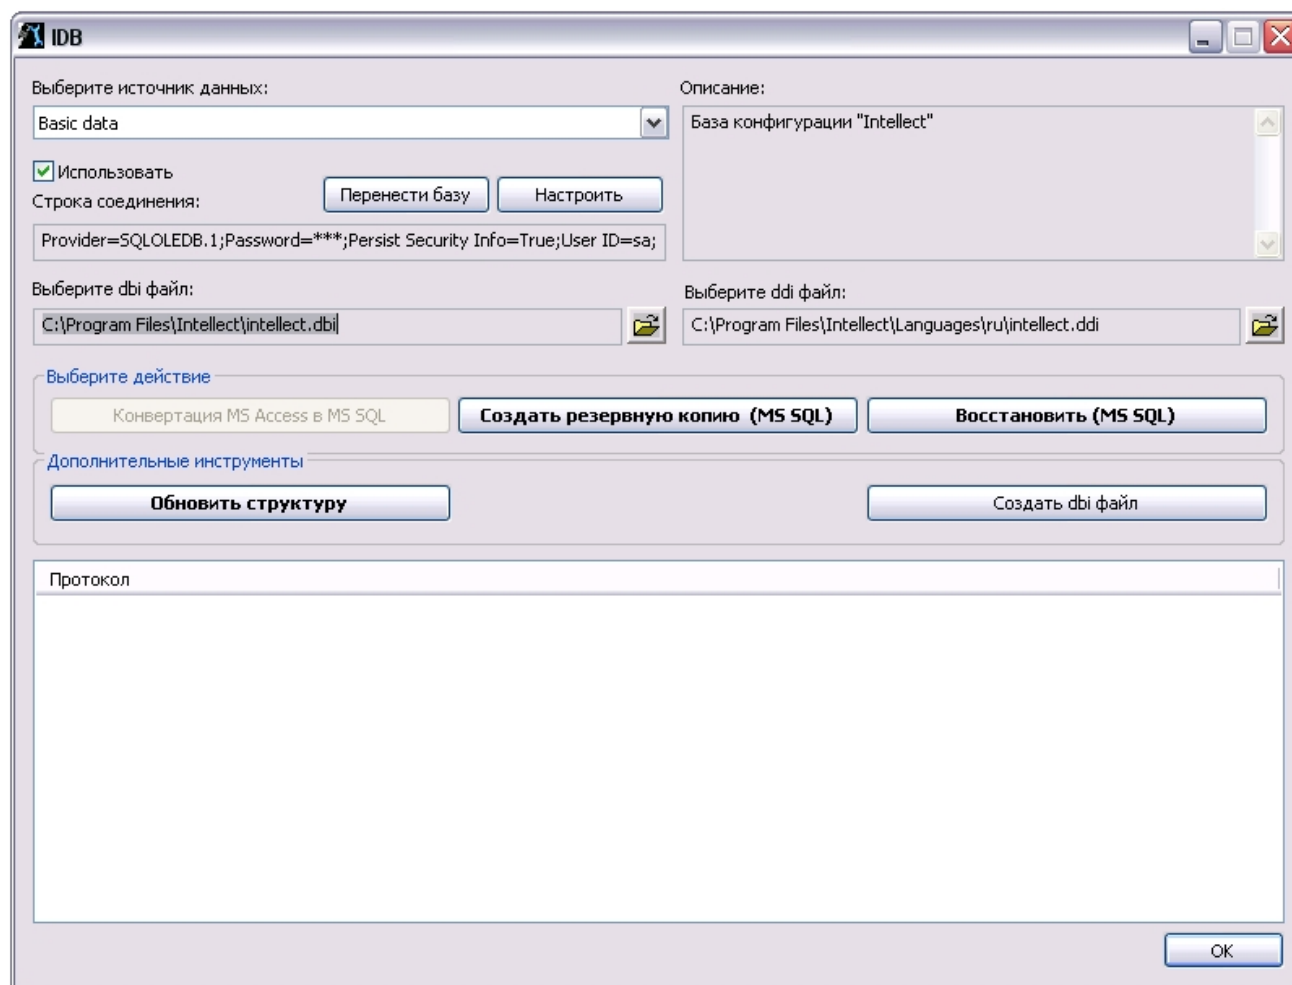 IDB
Выберите источник данных:
Описание:
Basic data
База конфигурации "Intellect"
Использовать
Строка соединения:
Перенести базу
Настроить
Provider=SQLOLEDB.1;Password=***;Persist Security Info=True;User ID=sa;
Выберите dbi файл:
Выберите ddi файл:
C:\Program Files\Intellect\intellect.dbi
C:\Program Files\Intellect\Languages\ru\intellect.ddi
Выберите действие
Конвертация MS Access в MS SQL
Создать резервную копию (MS SQL)
Восстановить (MS SQL)
Дополнительные инструменты
Обновить структуру
Создать dbi файл
Протокол
OK